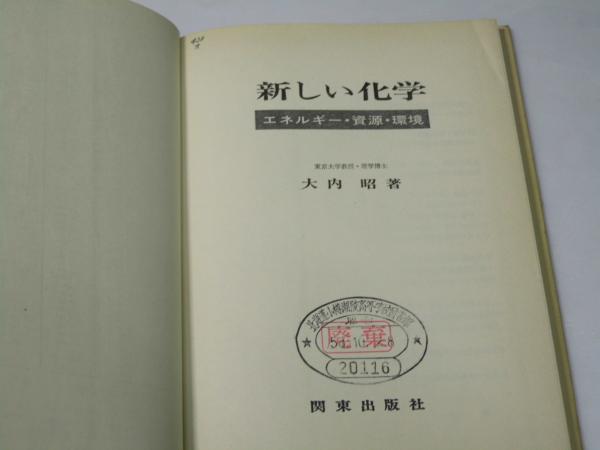 新しい化学
エネルギー・資源・環境
東京大学教授・理学博士
大内 昭 著
廃棄
20116
関東出版社